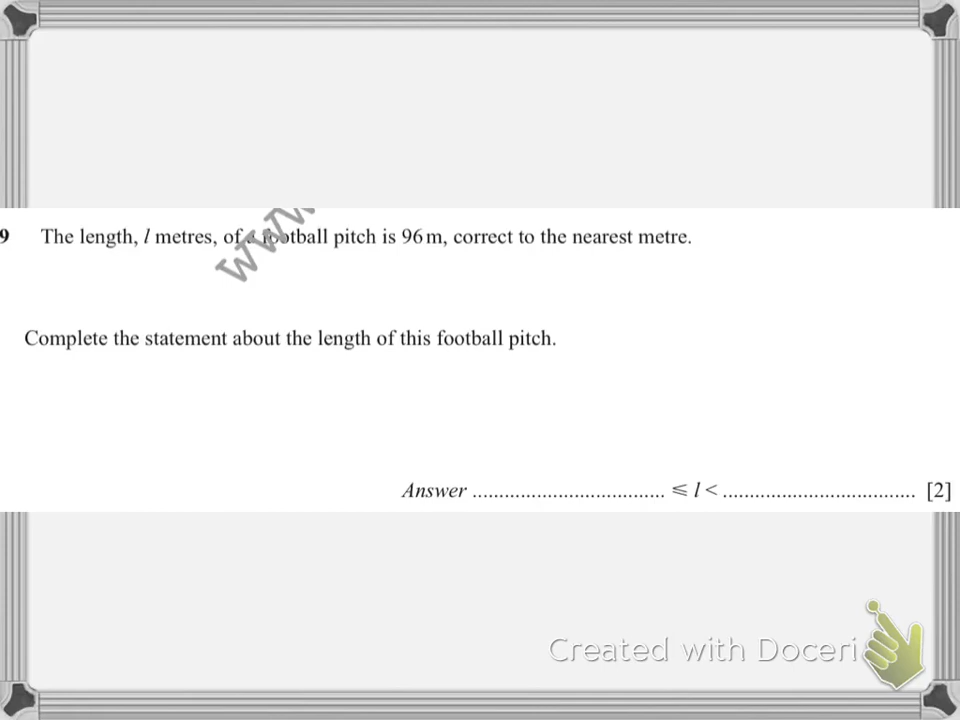 9 The length, l metres, of a football pitch is 96 m, correct to the nearest metre.
www
Complete the statement about the length of this football pitch.
Answer .................................... ⩽ l < .................................... [2]
Created with Doceri